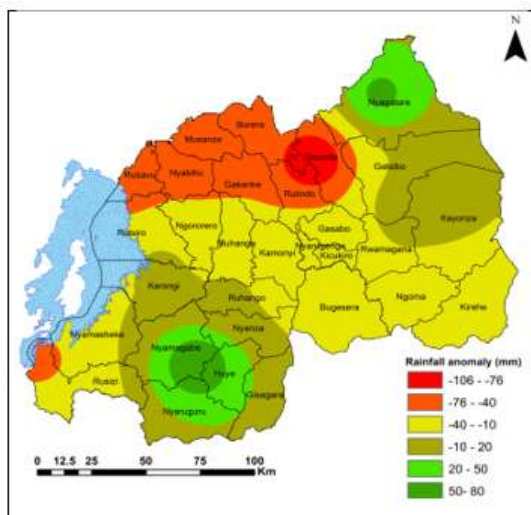 N
Nyagatare
Burera
Musanze
Gicumbi
Rubavu
Nyabihu
Gatsibo
Gakenke
Rulindo
Kayonza
Rutsiro
Ngororero
Gasabo
Muhanga
Nyarugenge
Rwamagana
Kamonyi
Kicukiro
Karongi
Ruhango
Bugesera
Ngoma
Kirehe
Nyamasheke
Nyanza
Nyamagabe
Huye
Rusizi
Gisagara
Nyaruguru
Rainfall anomaly (mm)
-106 - -76
-76 - -40
-40 - -10
-10 - 20
20 - 50
50- 80
0 12.5 25 50 75 100
Km